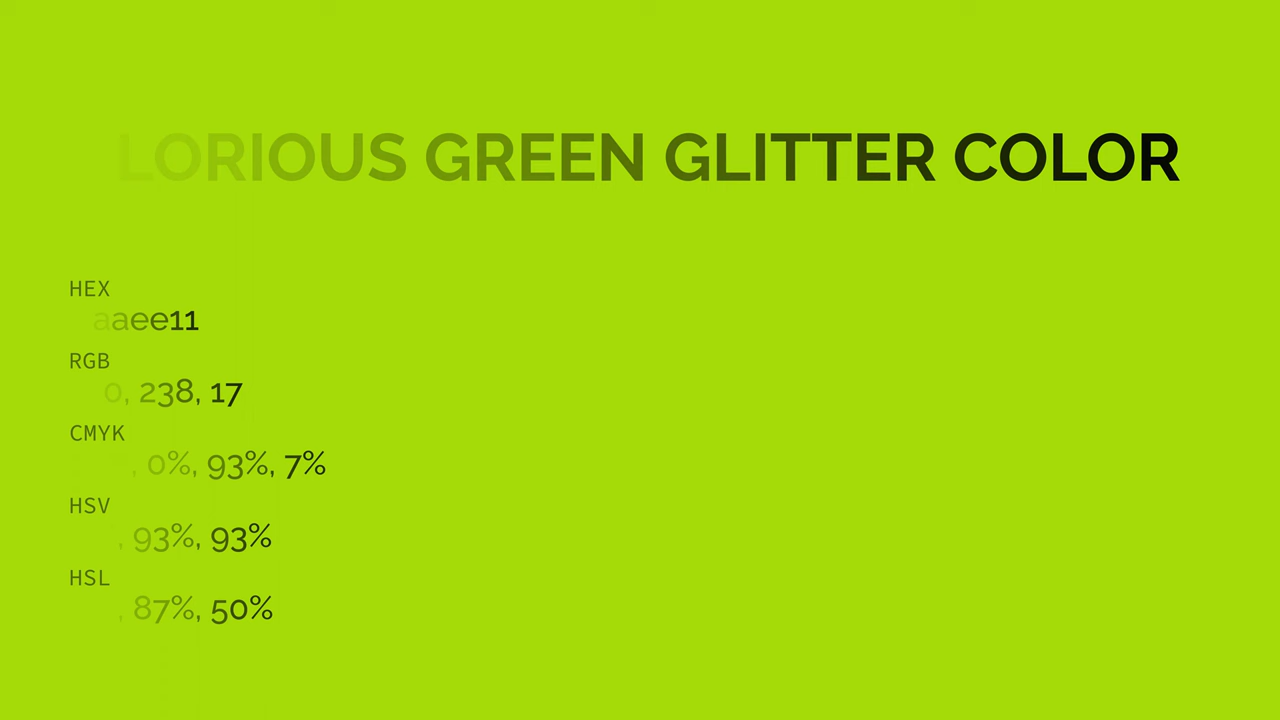 LORIOUS GREEN GLITTER COLOR
HEX
aaee11
RGB
0, 238, 17
CMYK
, 0%, 93%, 7%
HSV
, 93%, 93%
HSL
, 87%, 50%